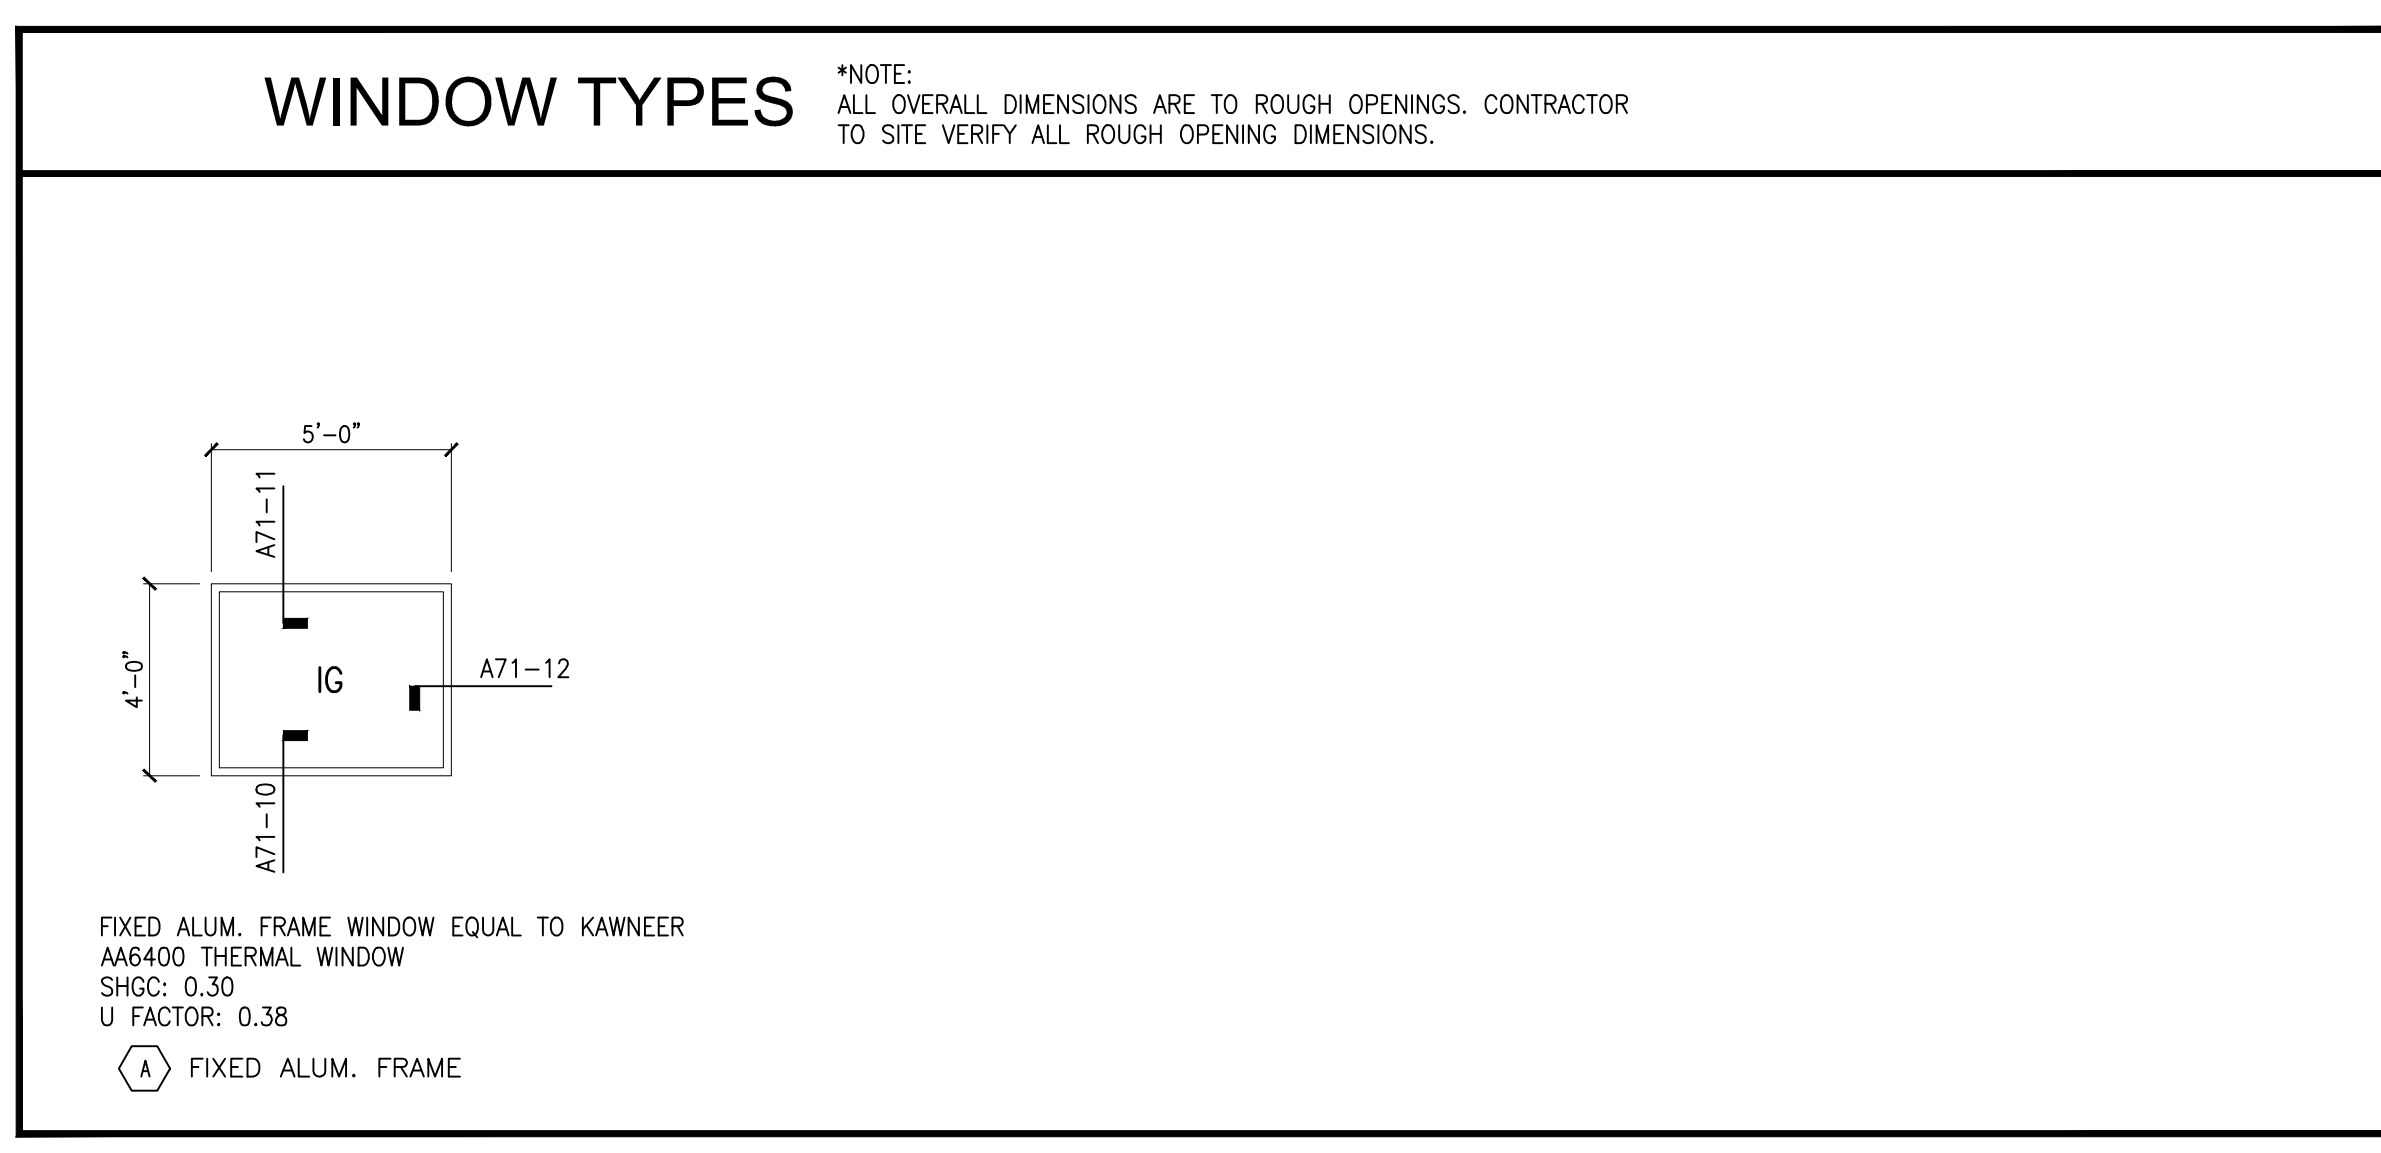 WINDOW TYPES
*NOTE:
ALL OVERALL DIMENSIONS ARE TO ROUGH OPENINGS. CONTRACTOR
TO SITE VERIFY ALL ROUGH OPENING DIMENSIONS.
5'-0"
A71-11
4'-0"
IG
A71-12
A71-10
FIXED ALUM. FRAME WINDOW EQUAL TO KAWNEER
AA6400 THERMAL WINDOW
SHGC: 0.30
U FACTOR: 0.38
A FIXED ALUM. FRAME